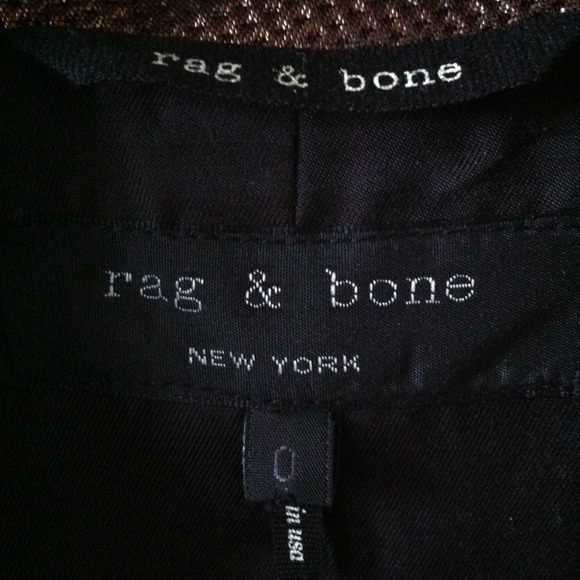 rag & bone
rag & bone
NEW YORK
0
in usa